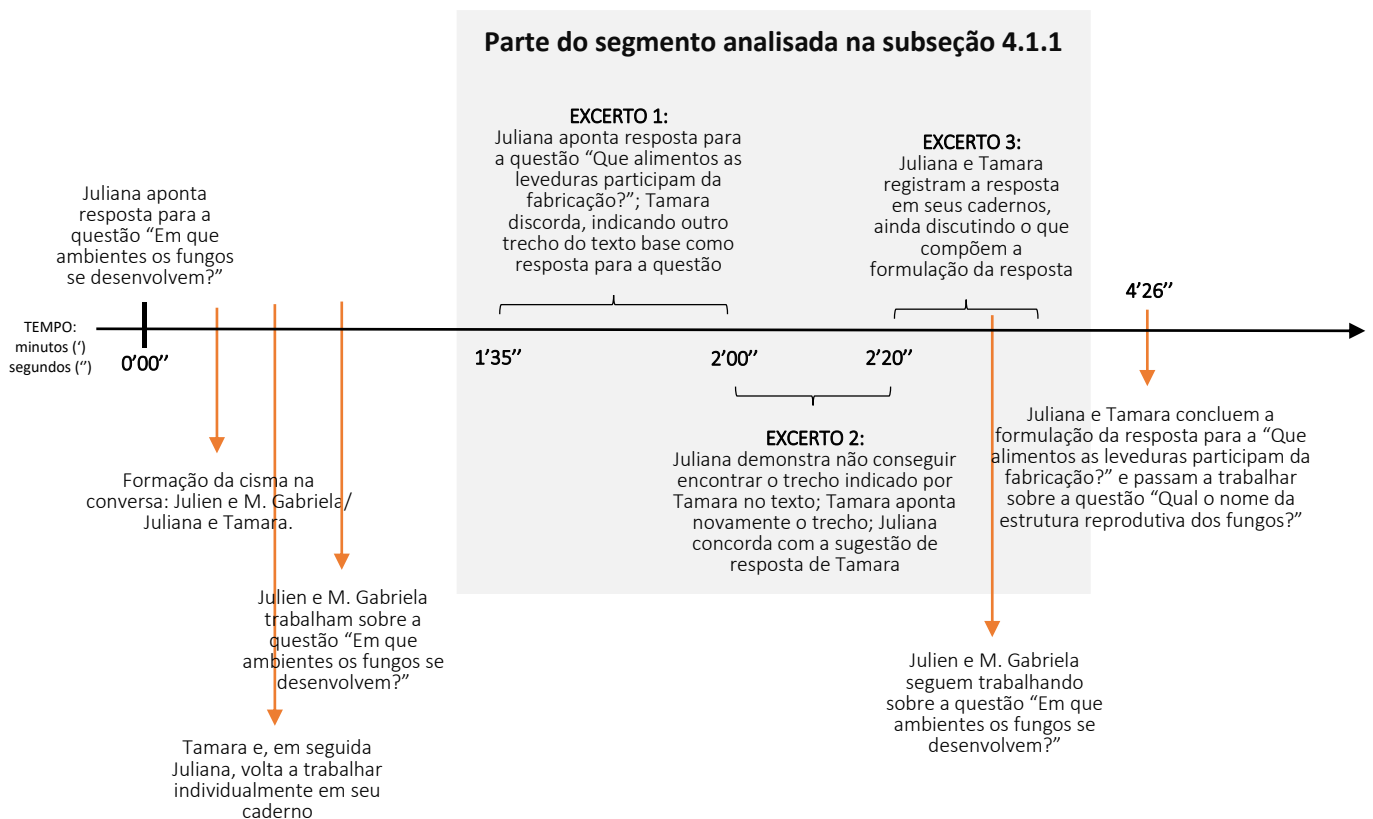 Parte do segmento analisada na subseção 4.1.1
Juliana aponta
resposta para a
questão “Em que
ambientes os fungos
se desenvolvem?”
EXCERTO 1:
Juliana aponta resposta para
a questão “Que alimentos as
leveduras participam da
fabricação?”; Tamara
discorda, indicando outro
trecho do texto base como
resposta para a questão
EXCERTO 3:
Juliana e Tamara
registram a resposta
em seus cadernos,
ainda discutindo o que
compõem a
formulação da resposta
4’26’’
TEMPO:
minutos (‘)
segundos (‘’)
0’00’’
1’35’’
2’00’’
2’20’’
Formação da cisma na
conversa: Julien e M. Gabriela/
Juliana e Tamara.
Julien e M. Gabriela
trabalham sobre a
questão “Em que
ambientes os fungos se
desenvolvem?”
Tamara e, em seguida
Juliana, volta a trabalhar
individualmente em seu
caderno
EXCERTO 2:
Juliana demonstra não conseguir
encontrar o trecho indicado por
Tamara no texto; Tamara aponta
novamente o trecho; Juliana
concorda com a sugestão de
resposta de Tamara
Julien e M. Gabriela
seguem trabalhando
sobre a questão “Em que
ambientes os fungos se
desenvolvem?”
Juliana e Tamara concluem a
formulação da resposta para a “Que
alimentos as leveduras participam da
fabricação?” e passam a trabalhar
sobre a questão “Qual o nome da
estrutura reprodutiva dos fungos?”